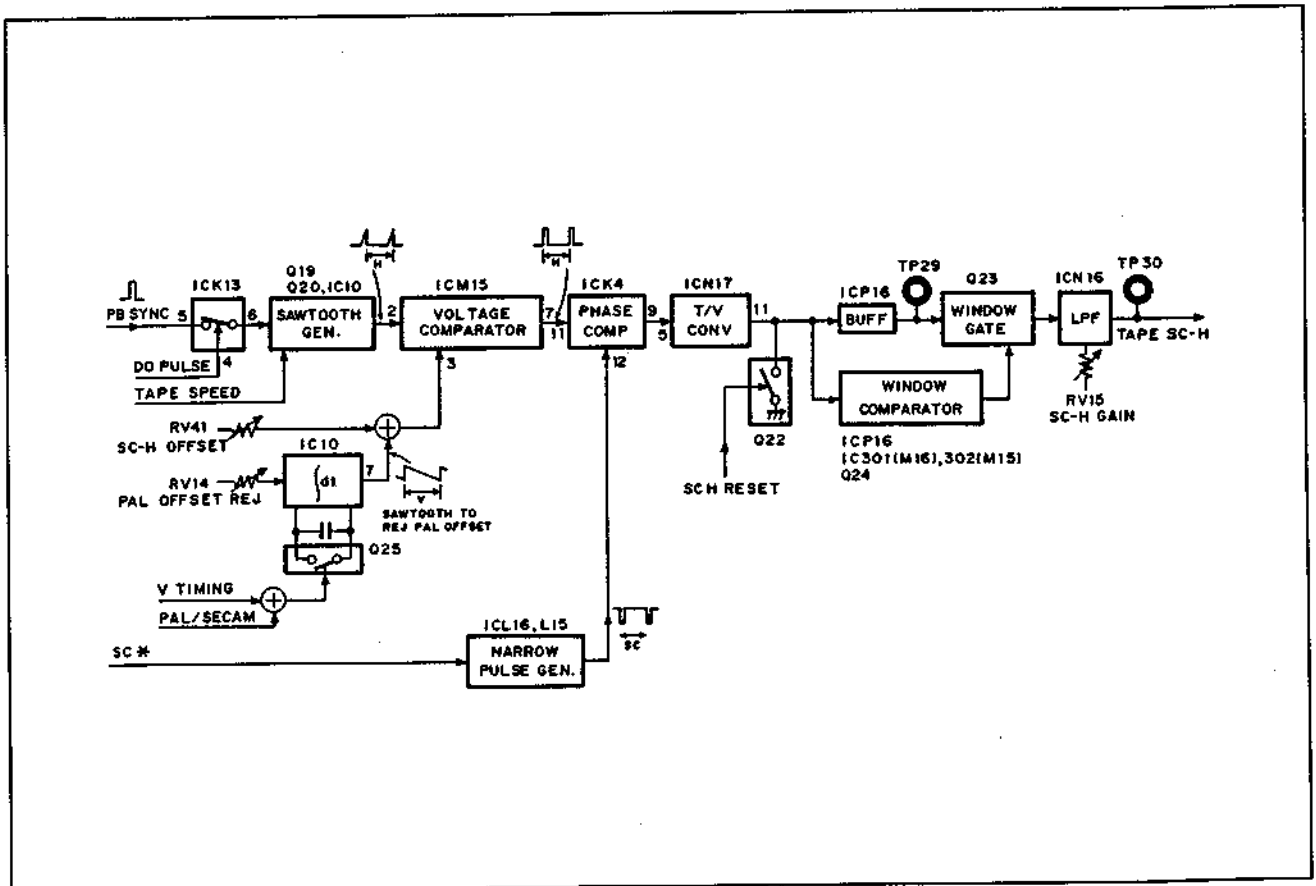 PB SYNC
5
ICK13
6
DO PULSE
4
TAPE SPEED
Q19
Q20, IC10
SAWTOOTH
GEN.
H
2
ICM15
VOLTAGE
COMPARATOR
3
7
H
11
ICK4
PHASE
COMP
12
9
5
ICN17
T/V
CONV
11
Q22
SCH RESET
ICP16
BUFF
TP29
Q23
WINDOW
GATE
WINDOW
COMPARATOR
ICP16
IC301(M16),302(M15)
Q24
ICN16
LPF
TP30
TAPE SC-H
RV15
SC-H GAIN
RV41
SC-H OFFSET
RV14
PAL OFFSET REJ
IC10
∫dt
7
V
SAWTOOTH TO
REJ PAL OFFSET
Q25
V TIMING
PAL/SECAM
SC *
ICL16, L15
NARROW
PULSE GEN.
SC